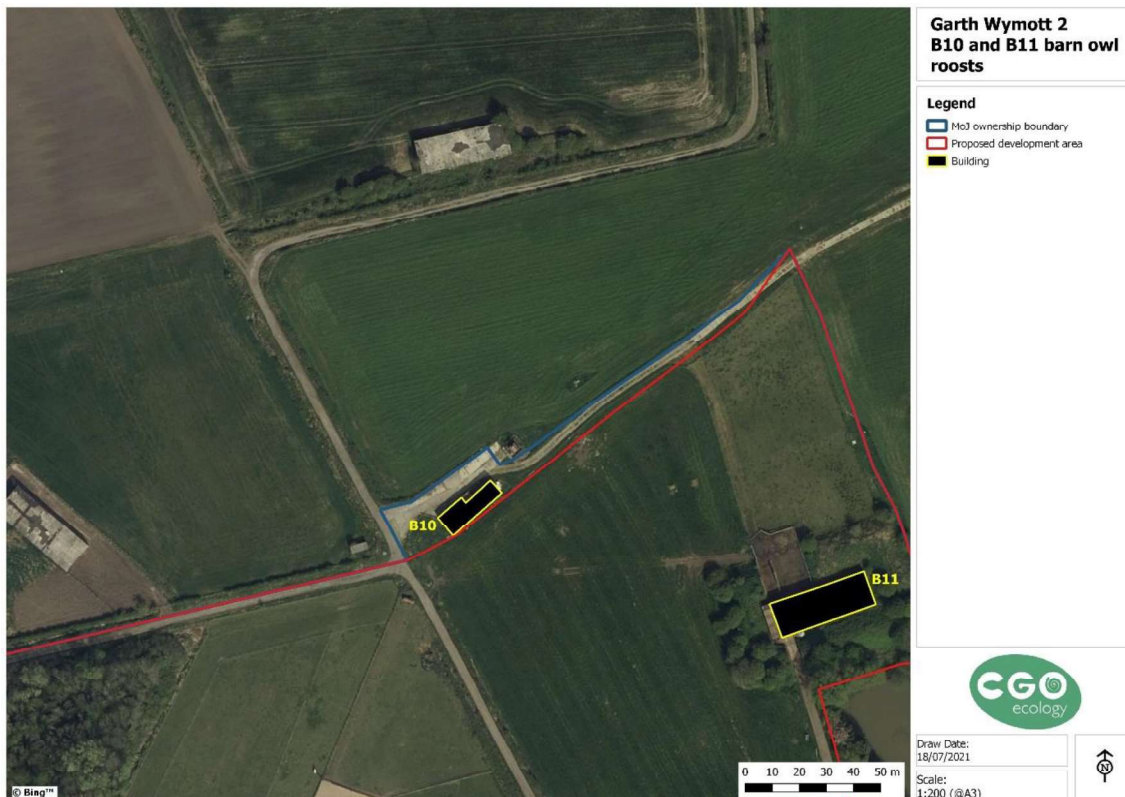 Garth Wymott 2
B10 and B11 barn owl
roosts
Legend
MoJ ownership boundary
Proposed development area
Building
B10
B11
CGO
ecology
Draw Date:
18/07/2021
Scale:
1:200 (@A3)
N
0 10 20 30 40 50 m
© Bing™